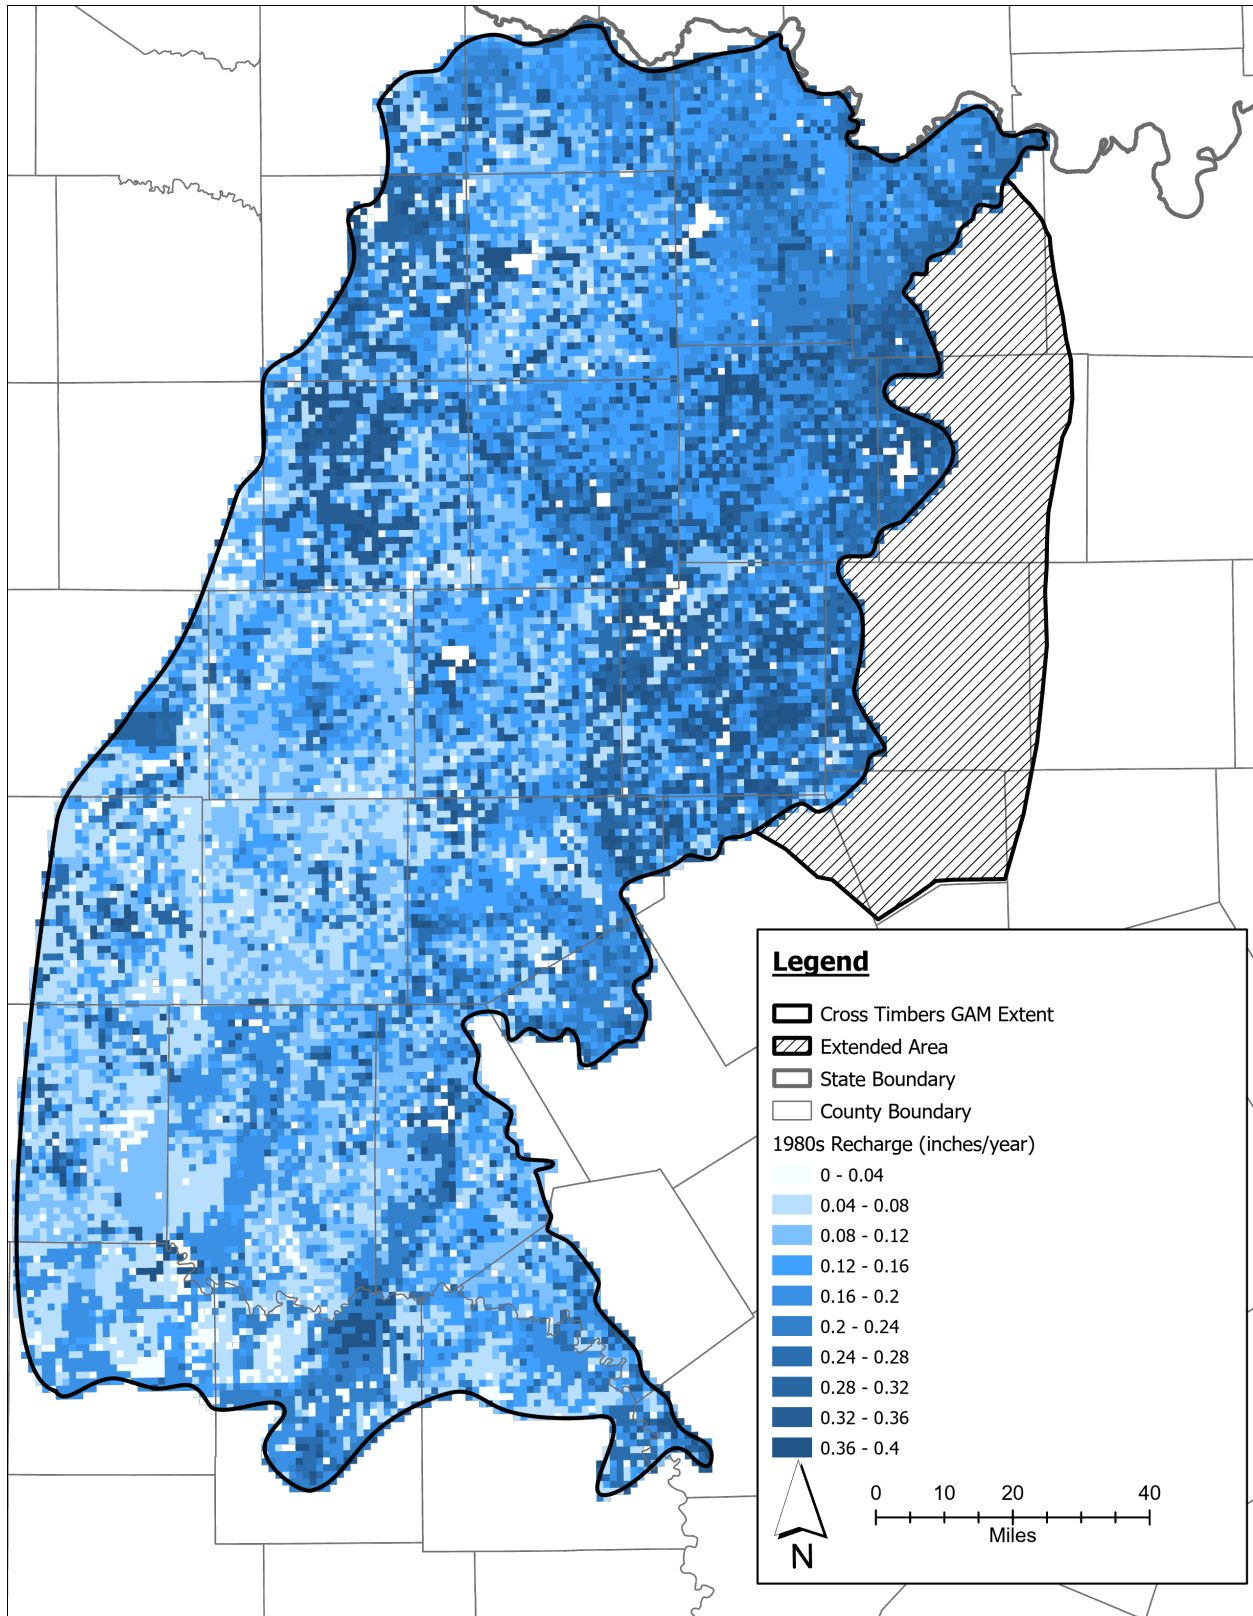 Legend
Cross Timbers GAM Extent
Extended Area
State Boundary
County Boundary
1980s Recharge (inches/year)
0 - 0.04
0.04 - 0.08
0.08 - 0.12
0.12 - 0.16
0.16 - 0.2
0.2 - 0.24
0.24 - 0.28
0.28 - 0.32
0.32 - 0.36
0.36 - 0.4
0 10 20 40
Miles
N